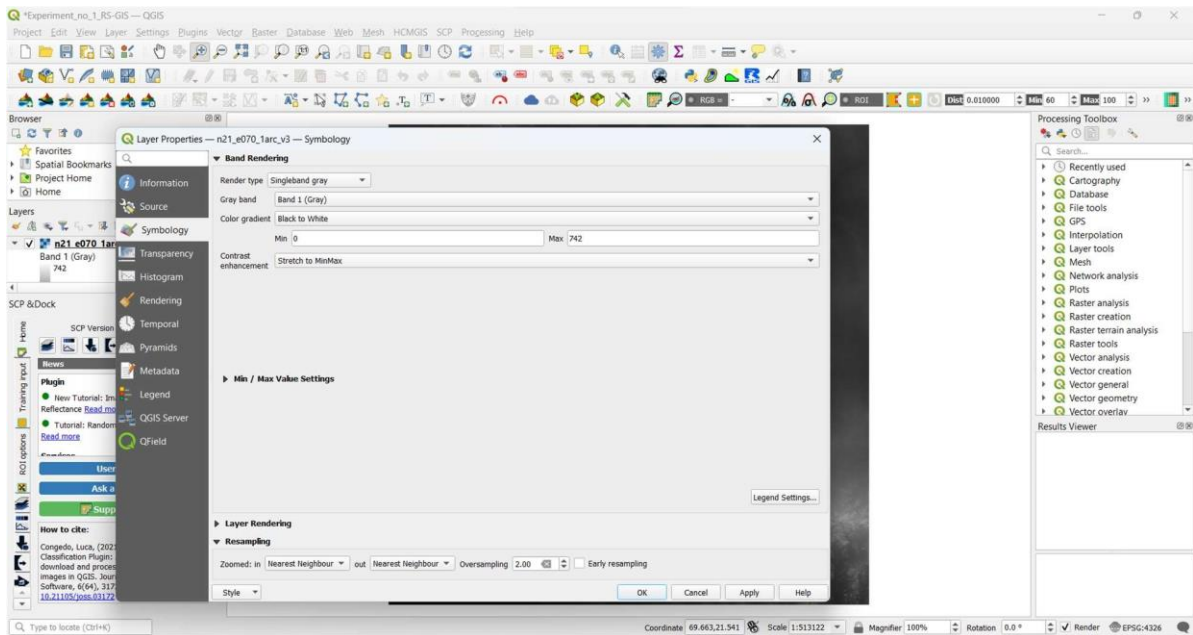 *Experiment_no_1_RS-GIS — QGIS
Project Edit View Layer Settings Plugins Vector Raster Database Web Mesh HCMGIS SCP Processing Help
RGB = - ROI Dist 0.010000 Min 60 Max 100
Browser
Favorites
Spatial Bookmarks
Project Home
Home
Layers
n21_e070_1arc
Band 1 (Gray)
742
SCP &Dock
Home
Training input
ROI options
SCP Version
News
Plugin
New Tutorial: Im
Reflectance Read mo
Tutorial: Random
Read more
User
Ask a
Supp
How to cite:
Congedo, Luca, (202
Classification Plugin:
download and proces
images in QGIS. Jour
Software, 6(64), 317
10.21105/joss.03172
Layer Properties — n21_e070_1arc_v3 — Symbology
Information
Source
Symbology
Transparency
Histogram
Rendering
Temporal
Pyramids
Metadata
Legend
QGIS Server
QField
Band Rendering
Render type Singleband gray
Gray band Band 1 (Gray)
Color gradient Black to White
Min 0 Max 742
Contrast enhancement Stretch to MinMax
Min / Max Value Settings
Legend Settings...
Layer Rendering
Resampling
Zoomed: in Nearest Neighbour out Nearest Neighbour Oversampling 2.00 Early resampling
Style OK Cancel Apply Help
Processing Toolbox
Search...
Recently used
Cartography
Database
File tools
GPS
Interpolation
Layer tools
Mesh
Network analysis
Plots
Raster analysis
Raster creation
Raster terrain analysis
Raster tools
Vector analysis
Vector creation
Vector general
Vector geometry
Vector overlay
Results Viewer
Type to locate (Ctrl+K) Coordinate 69.663,21.541 Scale 1:513122 Magnifier 100% Rotation 0.0 ° Render EPSG:4326